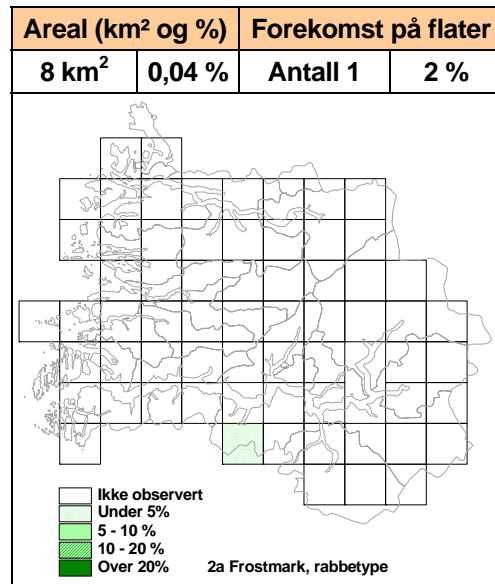 Areal (km² og %) Forekomst på flater
8 km² 0,04 % Antall 1 2 %
Ikke observert
Under 5%
5 - 10 %
10 - 20 %
Over 20% 2a Frostmark, rabbetype